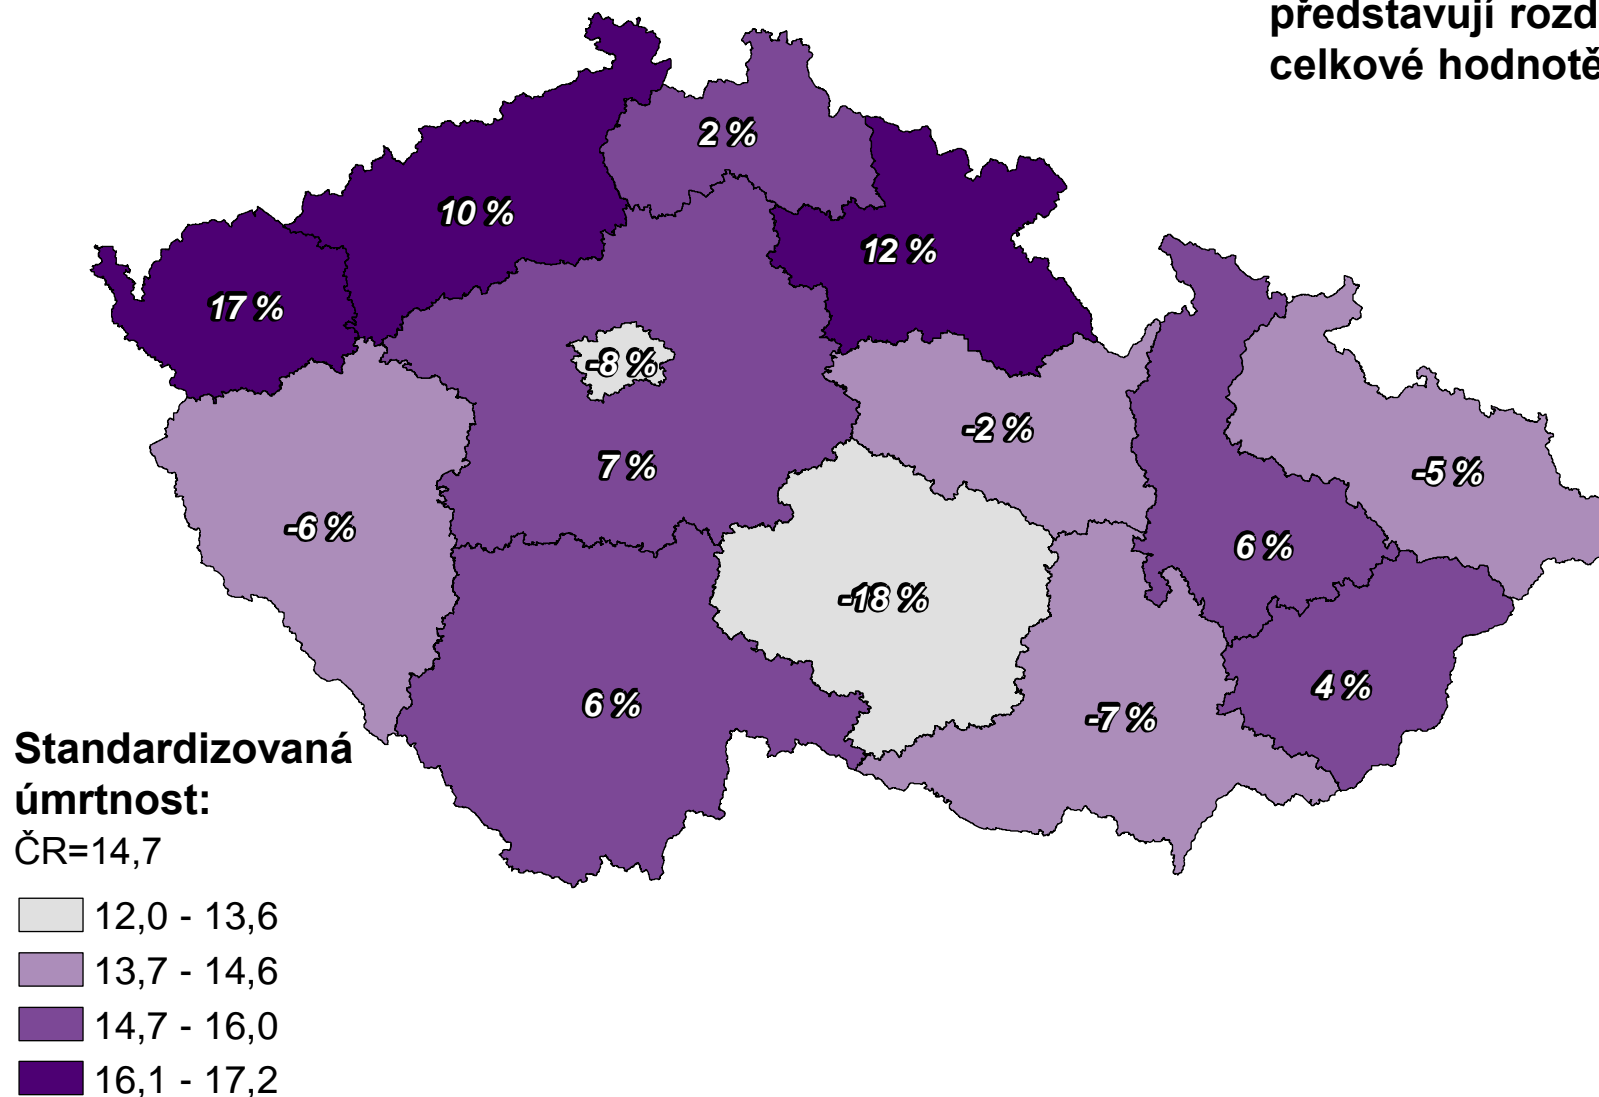 představují rozd
celkové hodnotě
2 %
10 %
12 %
17 %
-8 %
-2 %
7 %
-5 %
-6 %
6 %
-18 %
4 %
6 %
-7 %
Standardizovaná
úmrtnost:
ČR=14,7
12,0 - 13,6
13,7 - 14,6
14,7 - 16,0
16,1 - 17,2